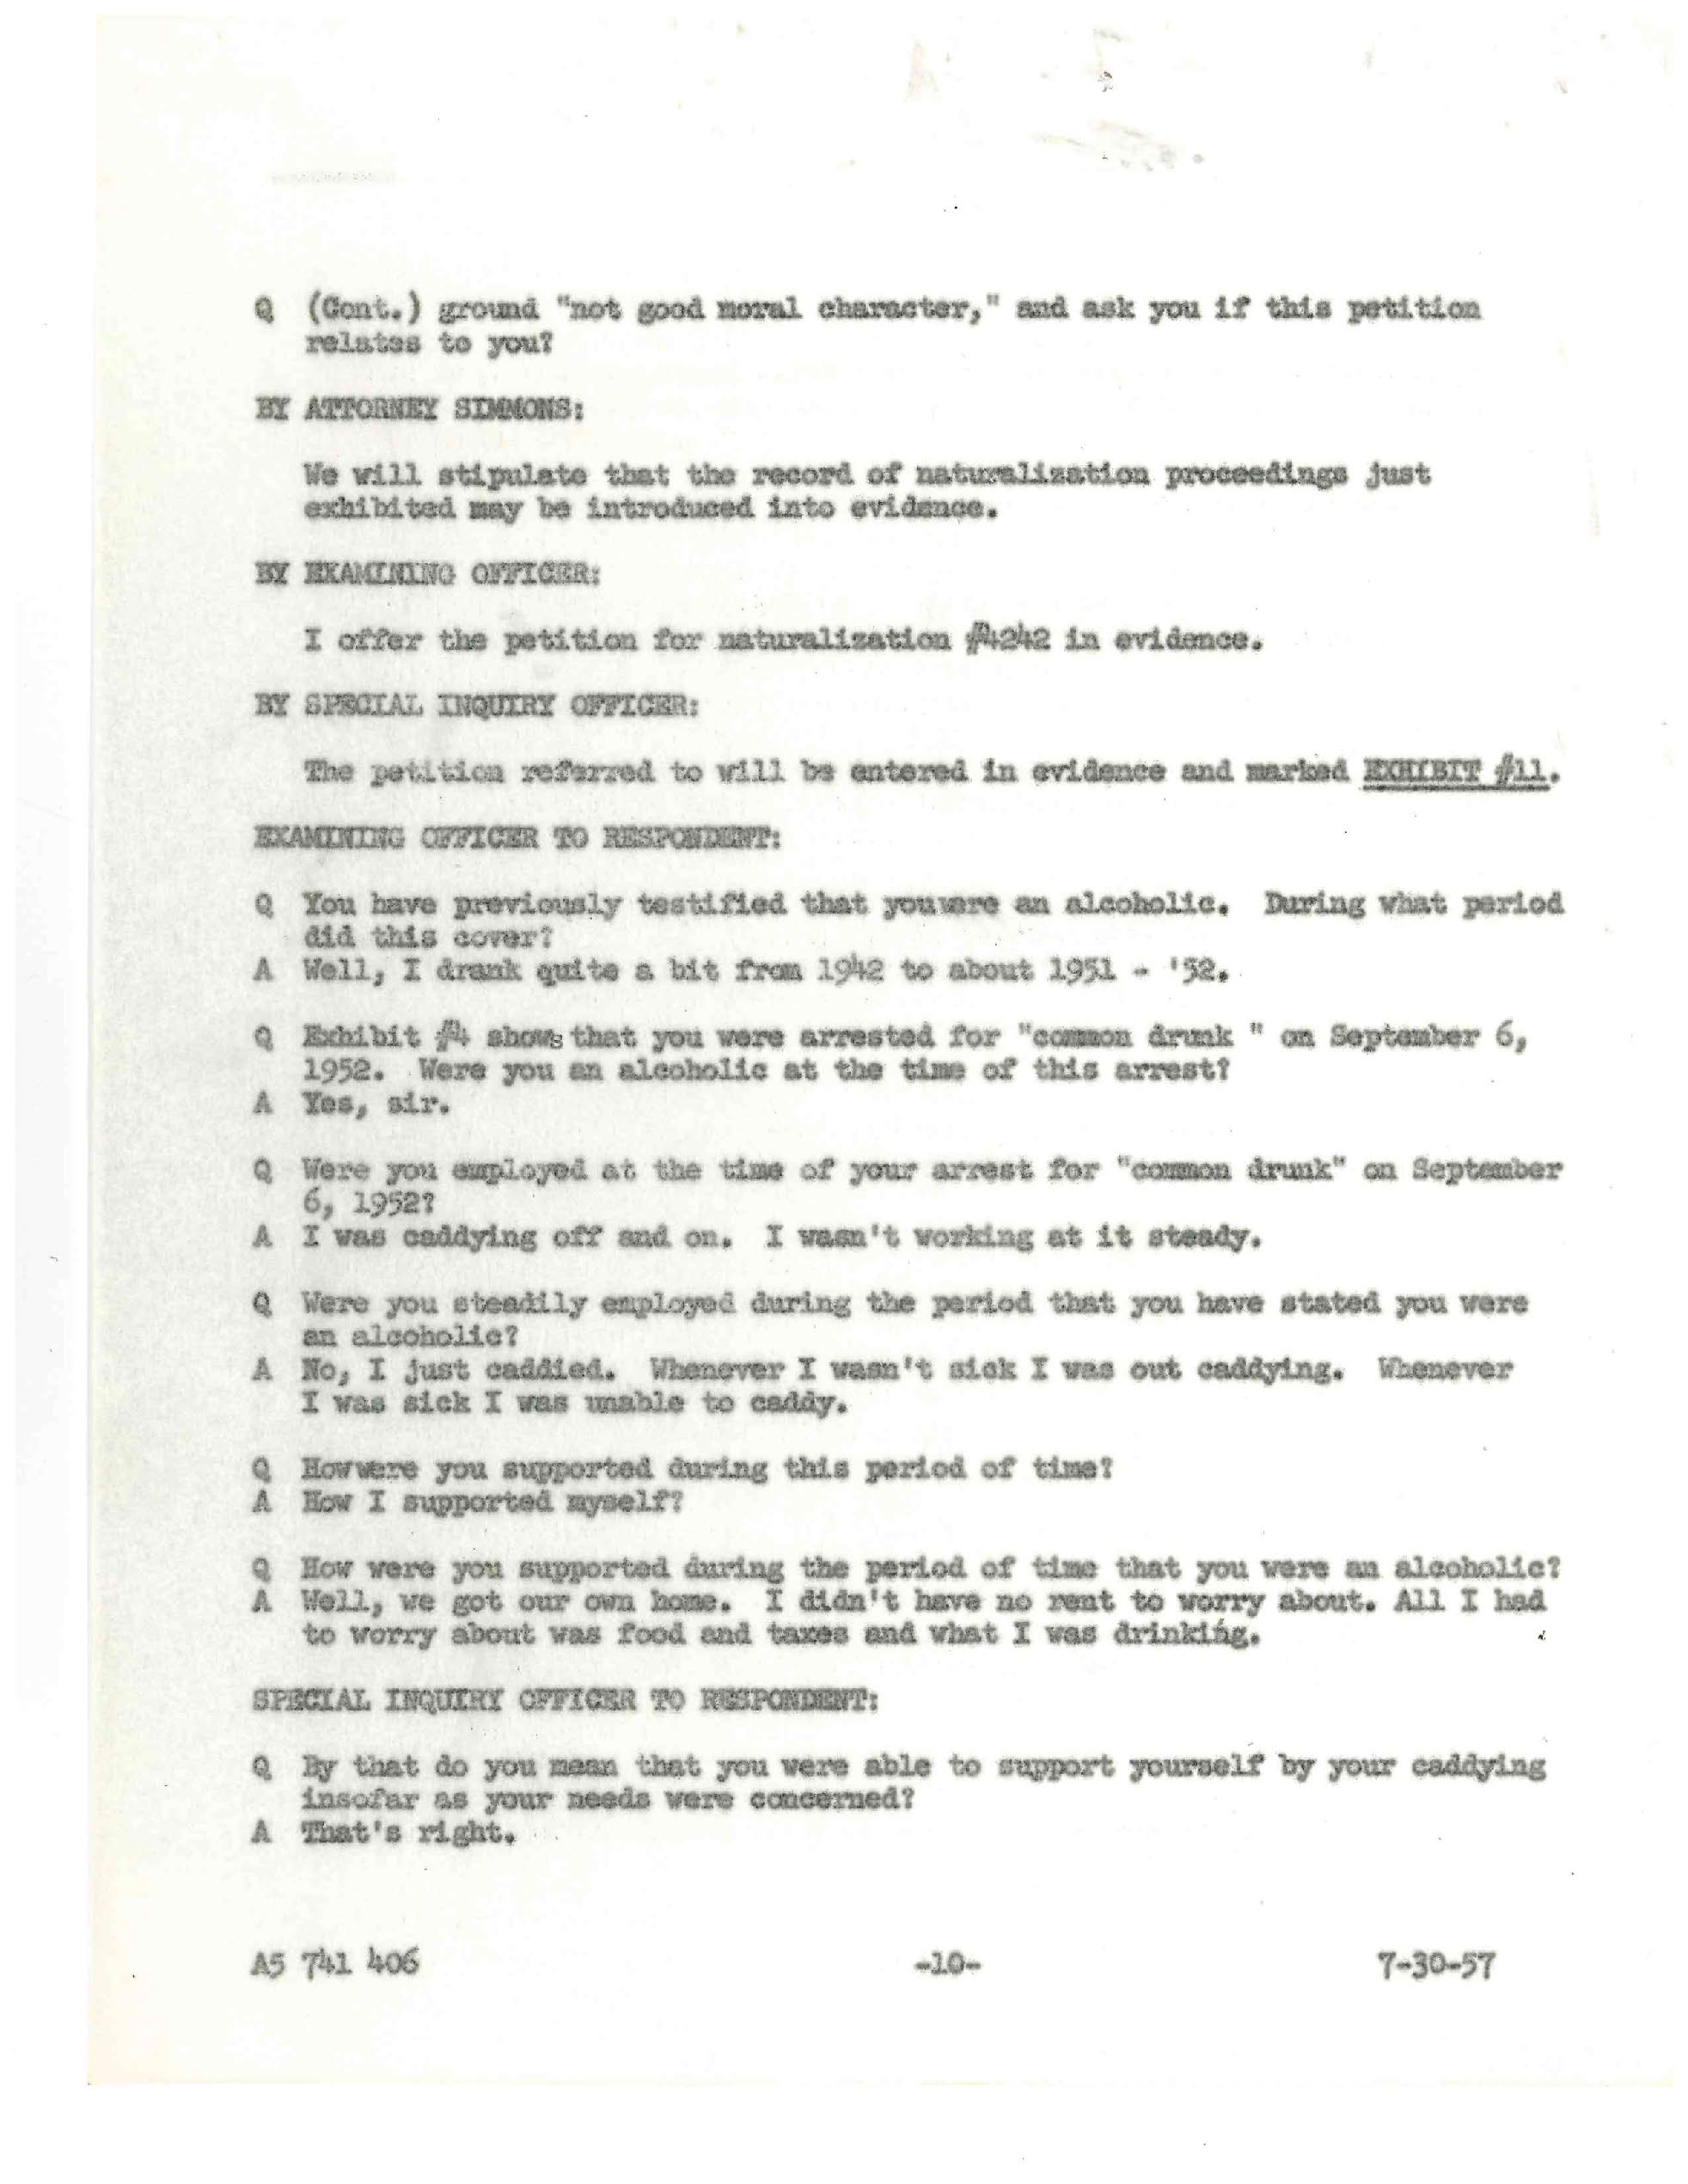 Q (Cont.) ground "not good moral character," and ask you if this petition
relates to you?
BY ATTORNEY SIMMONS:
We will stipulate that the record of naturalization proceedings just
exhibited may be introduced into evidence.
BY EXAMINING OFFICER:
I offer the petition for naturalization #4242 in evidence.
BY SPECIAL INQUIRY OFFICER:
The petition referred to will be entered in evidence and marked EXHIBIT #11.
EXAMINING OFFICER TO RESPONDENT:
Q You have previously testified that youwere an alcoholic. During what period
did this cover?
A Well, I drank quite a bit from 1942 to about 1951 - '52.
Q Exhibit #4 shows that you were arrested for "common drunk " on September 6,
1952. Were you an alcoholic at the time of this arrest?
A Yes, sir.
Q Were you employed at the time of your arrest for "common drunk" on September
6, 1952?
A I was caddying off and on. I wasn't working at it steady.
Q Were you steadily employed during the period that you have stated you were
an alcoholic?
A No, I just caddied. Whenever I wasn't sick I was out caddying. Whenever
I was sick I was unable to caddy.
Q Howwere you supported during this period of time?
A How I supported myself?
Q How were you supported during the period of time that you were an alcoholic?
A Well, we got our own home. I didn't have no rent to worry about. All I had
to worry about was food and taxes and what I was drinking.
SPECIAL INQUIRY OFFICER TO RESPONDENT:
Q By that do you mean that you were able to support yourself by your caddying
insofar as your needs were concerned?
A That's right.
A5 741 406 -10- 7-30-57